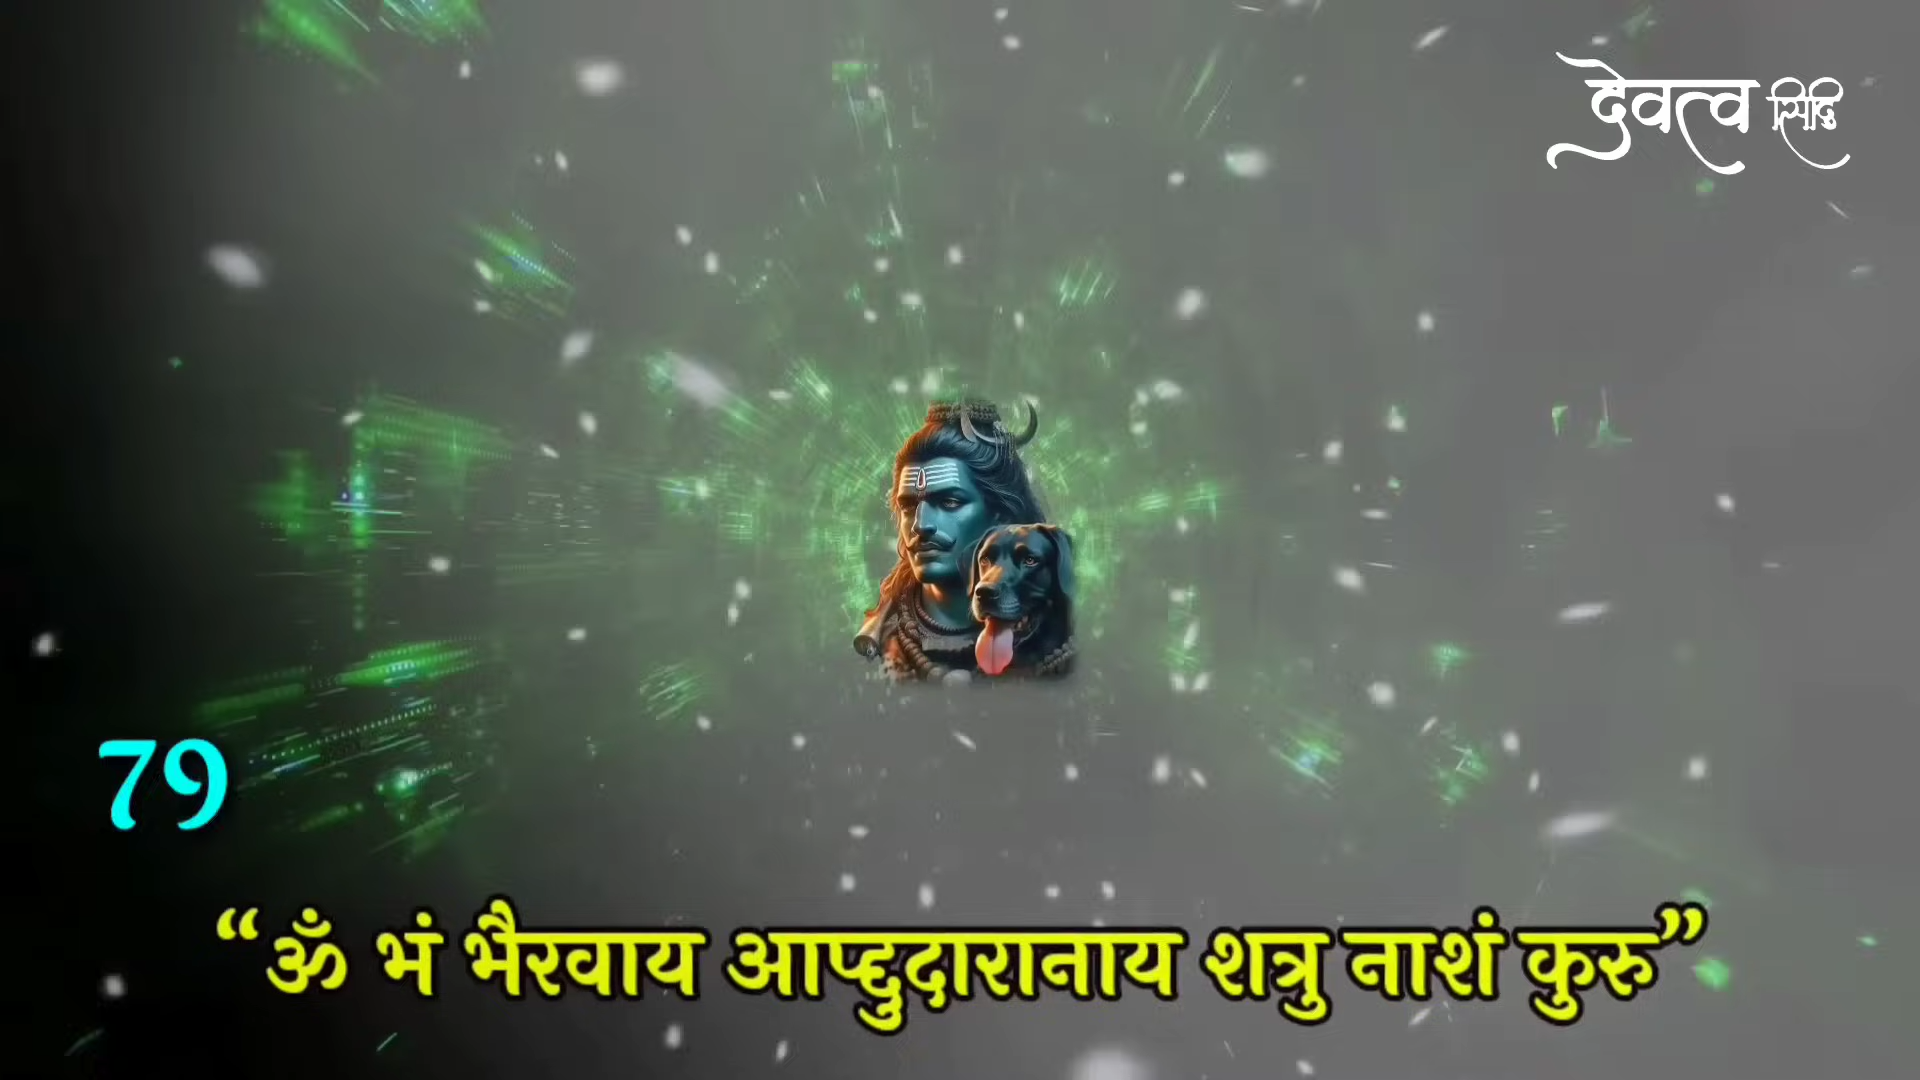 देवत्व सिद्धि
79
“ॐ भं भैरवाय आप्द्दुदारानाय शत्रु नाशं कुरु”